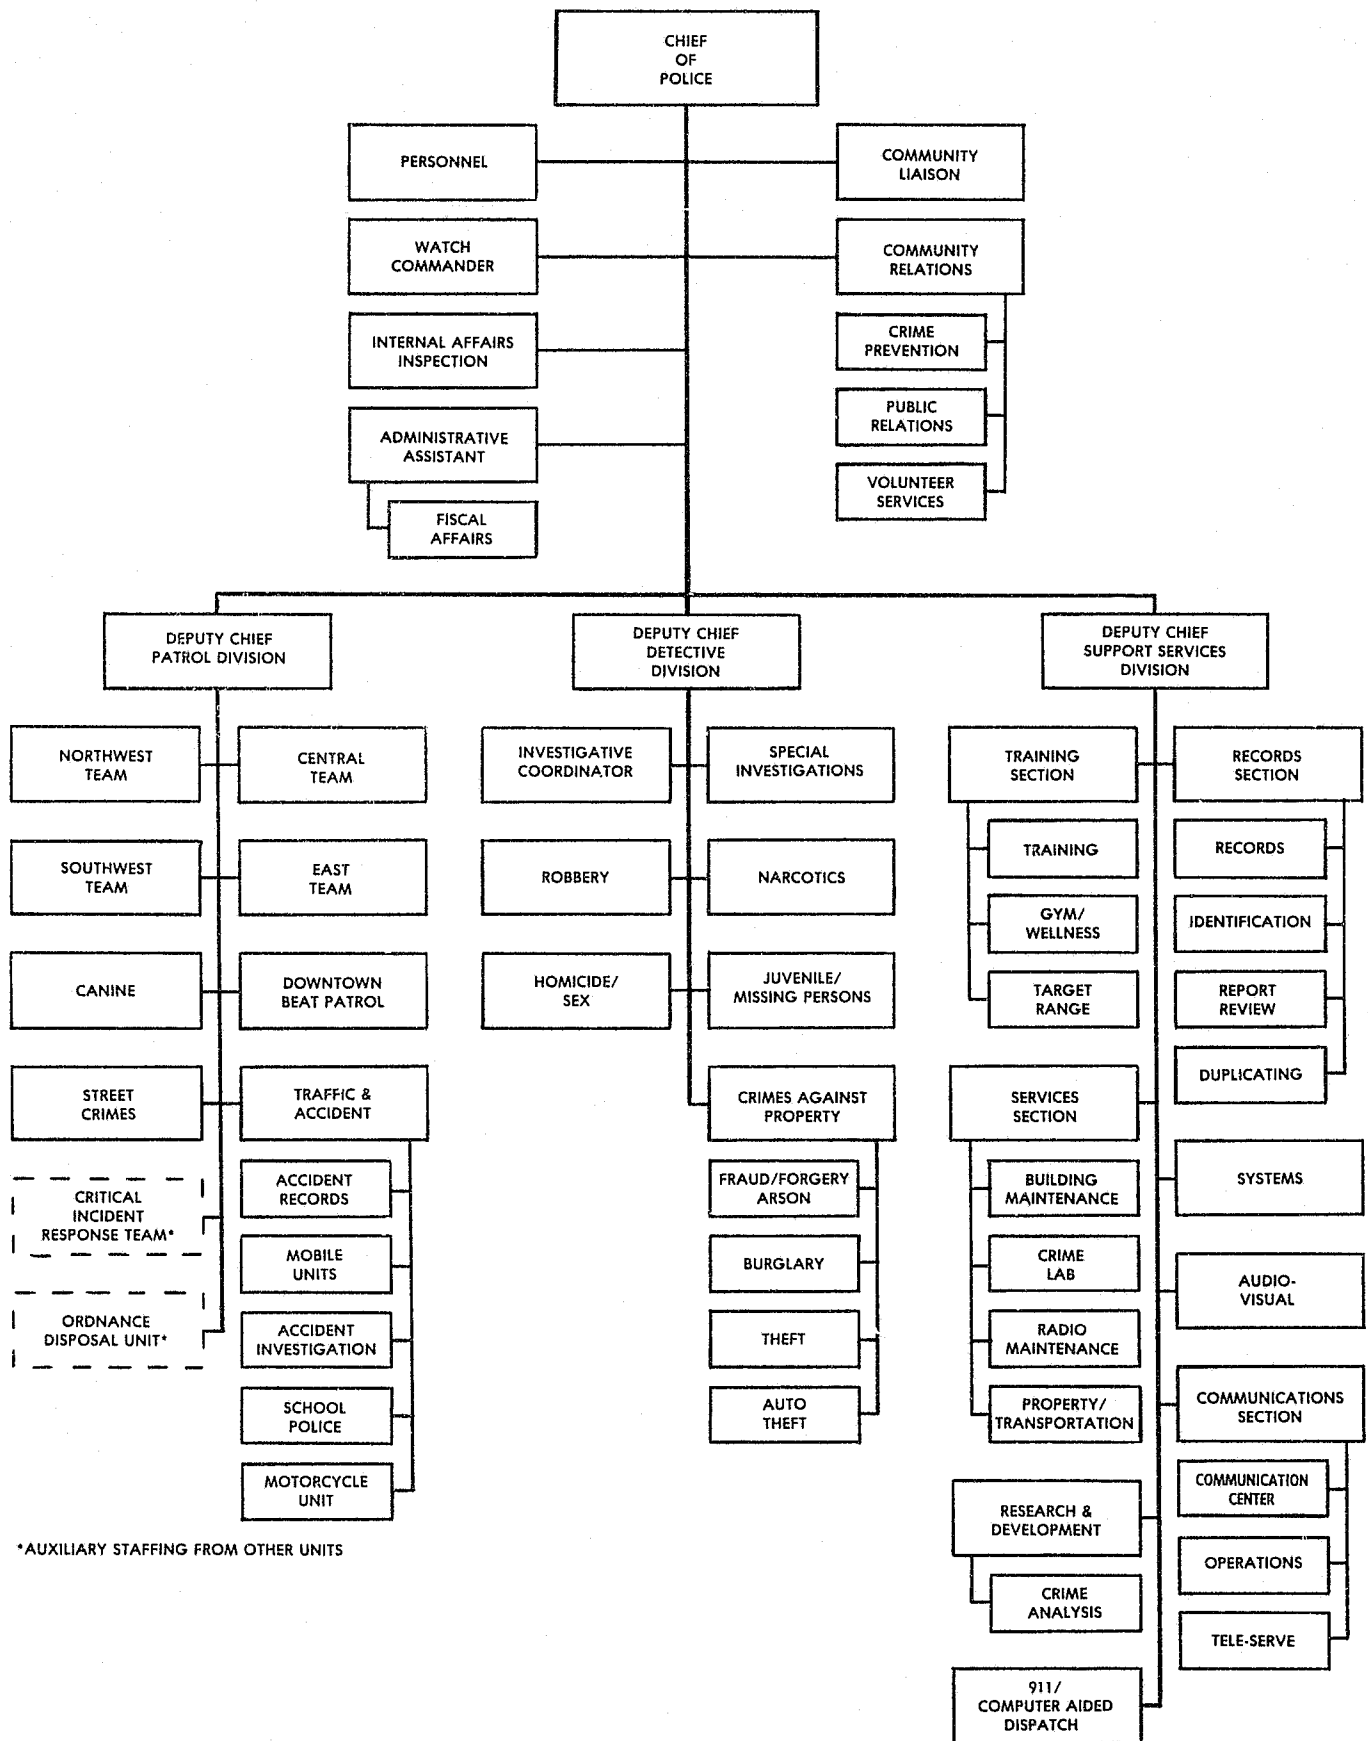 CHIEF
OF
POLICE
PERSONNEL
COMMUNITY
LIAISON
WATCH
COMMANDER
COMMUNITY
RELATIONS
INTERNAL AFFAIRS
INSPECTION
CRIME
PREVENTION
ADMINISTRATIVE
ASSISTANT
PUBLIC
RELATIONS
FISCAL
AFFAIRS
VOLUNTEER
SERVICES
DEPUTY CHIEF
PATROL DIVISION
DEPUTY CHIEF
DETECTIVE
DIVISION
DEPUTY CHIEF
SUPPORT SERVICES
DIVISION
NORTHWEST
TEAM
CENTRAL
TEAM
SOUTHWEST
TEAM
EAST
TEAM
CANINE
DOWNTOWN
BEAT PATROL
STREET
CRIMES
TRAFFIC &
ACCIDENT
CRITICAL
INCIDENT
RESPONSE TEAM*
ORDNANCE
DISPOSAL UNIT*
ACCIDENT
RECORDS
MOBILE
UNITS
ACCIDENT
INVESTIGATION
SCHOOL
POLICE
MOTORCYCLE
UNIT
*AUXILIARY STAFFING FROM OTHER UNITS
INVESTIGATIVE
COORDINATOR
SPECIAL
INVESTIGATIONS
ROBBERY
NARCOTICS
HOMICIDE/
SEX
JUVENILE/
MISSING PERSONS
CRIMES AGAINST
PROPERTY
FRAUD/FORGERY
ARSON
BURGLARY
THEFT
AUTO
THEFT
TRAINING
SECTION
TRAINING
GYM/
WELLNESS
TARGET
RANGE
RECORDS
SECTION
RECORDS
IDENTIFICATION
REPORT
REVIEW
DUPLICATING
SERVICES
SECTION
BUILDING
MAINTENANCE
CRIME
LAB
RADIO
MAINTENANCE
PROPERTY/
TRANSPORTATION
SYSTEMS
AUDIO-
VISUAL
COMMUNICATIONS
SECTION
COMMUNICATION
CENTER
OPERATIONS
TELE-SERVE
RESEARCH &
DEVELOPMENT
CRIME
ANALYSIS
911/
COMPUTER AIDED
DISPATCH